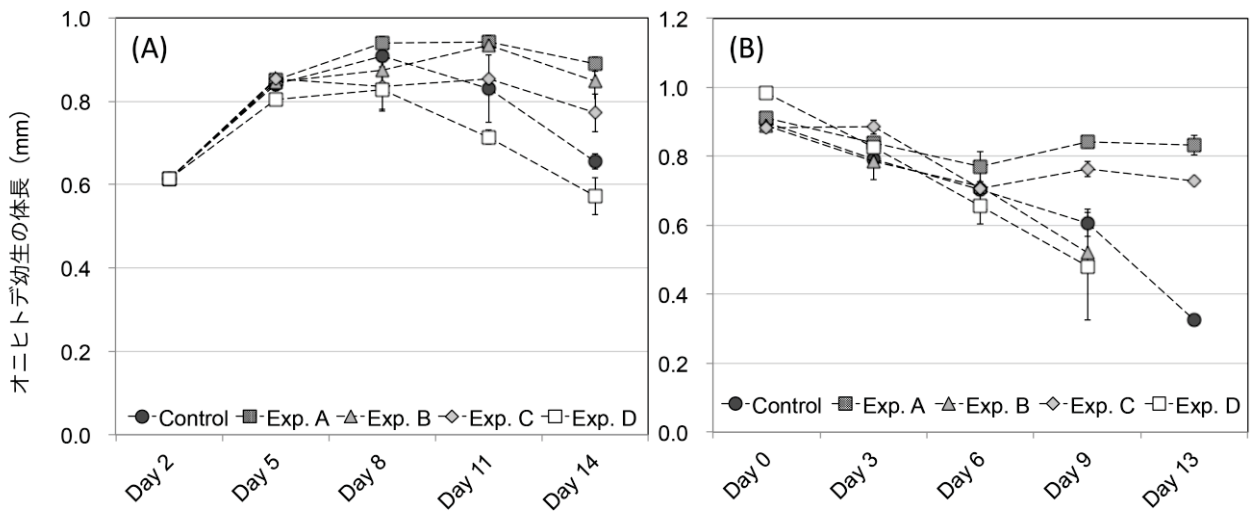 オニヒトデ幼生の体長（mm）
1.0
(A)
0.8
0.6
0.4
0.2
0.0
Control Exp. A Exp. B Exp. C Exp. D
Day 2 Day 5 Day 8 Day 11 Day 14
1.2
(B)
1.0
0.8
0.6
0.4
0.2
0.0
Control Exp. A Exp. B Exp. C Exp. D
Day 0 Day 3 Day 6 Day 9 Day 13